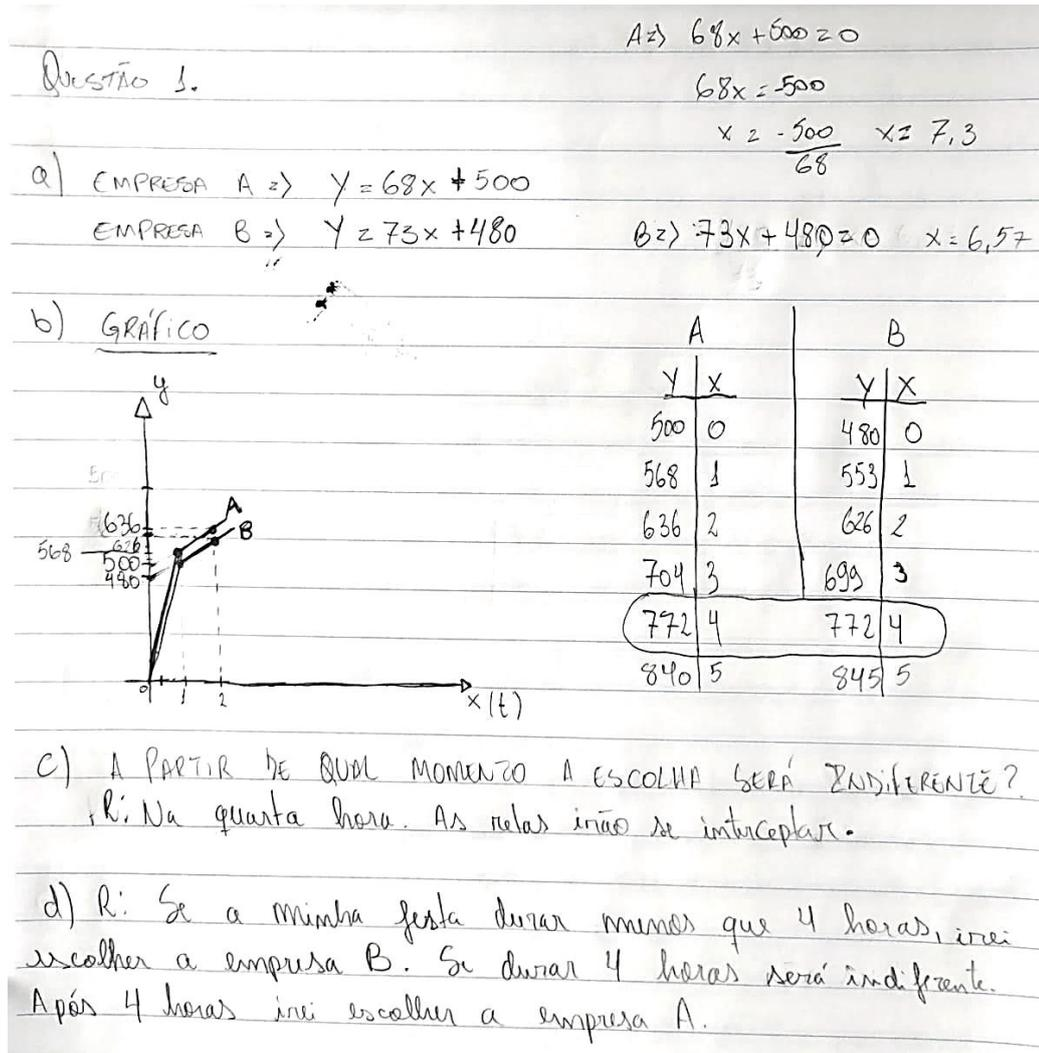 A => 68x + 500 = 0
QUESTÃO 1.
68x = -500
x = -500/68 x = 7,3
a) EMPRESA A => Y = 68x + 500
EMPRESA B => Y = 73x + 480
B => 73x + 480 = 0 x = 6,57
b) GRÁFICO
y
636
626
568
500
480
A
B
0 1 2
x (t)
A B
Y X Y X
500 0 480 0
568 1 553 1
636 2 626 2
704 3 699 3
772 4 772 4
840 5 845 5
c) A PARTIR DE QUAL MOMENTO A ESCOLHA SERÁ INDIFERENTE?
R: Na quarta hora. As retas irão se interceptar.
d) R: Se a minha festa durar menos que 4 horas, irei
escolher a empresa B. Se durar 4 horas será indiferente.
Após 4 horas irei escolher a empresa A.